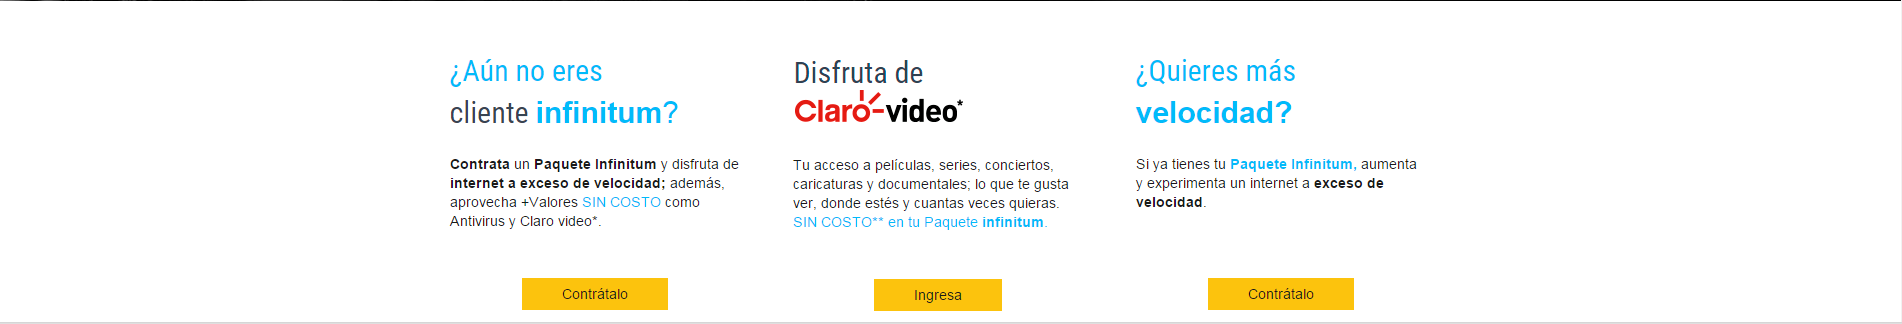 ¿Aún no eres
cliente infinitum?
Contrata un Paquete Infinitum y disfruta de
internet a exceso de velocidad; además,
aprovecha +Valores SIN COSTO como
Antivirus y Claro video*.
Contrátalo
Disfruta de
Claro-video*
Tu acceso a películas, series, conciertos,
caricaturas y documentales; lo que te gusta
ver, donde estés y cuantas veces quieras.
SIN COSTO** en tu Paquete infinitum.
Ingresa
¿Quieres más
velocidad?
Si ya tienes tu Paquete Infinitum, aumenta
y experimenta un internet a exceso de
velocidad.
Contrátalo